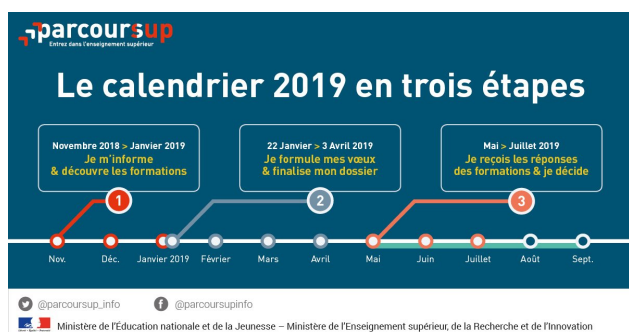 parcoursup
Entrez dans l'enseignement supérieur
Le calendrier 2019 en trois étapes
Novembre 2018 > Janvier 2019
Je m'informe
& découvre les formations
22 Janvier > 3 Avril 2019
Je formule mes vœux
& finalise mon dossier
Mai > Juillet 2019
Je reçois les réponses
des formations & je décide
1 2 3
Nov. Déc. Janvier 2019 Février Mars Avril Mai Juin Juillet Août Sept.
@parcoursup_info @parcoursupinfo
Ministère de l'Éducation nationale et de la Jeunesse – Ministère de l'Enseignement supérieur, de la Recherche et de l'Innovation